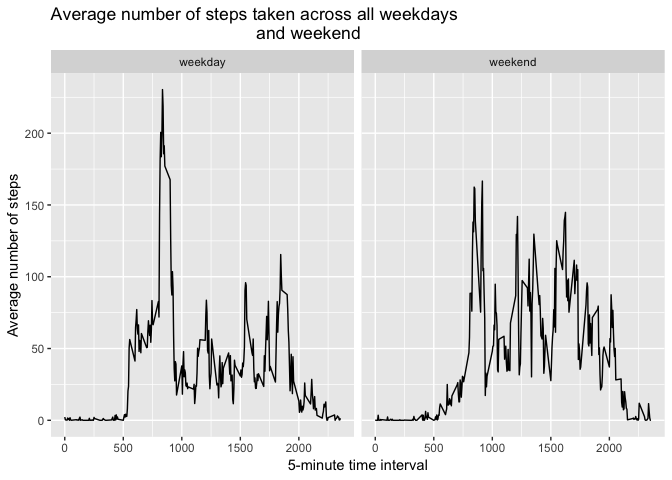 Average number of steps taken across all weekdays
and weekend
weekday
weekend
200
150
100
50
0
0 500 1000 1500 2000 0 500 1000 1500 2000
5-minute time interval
Average number of steps